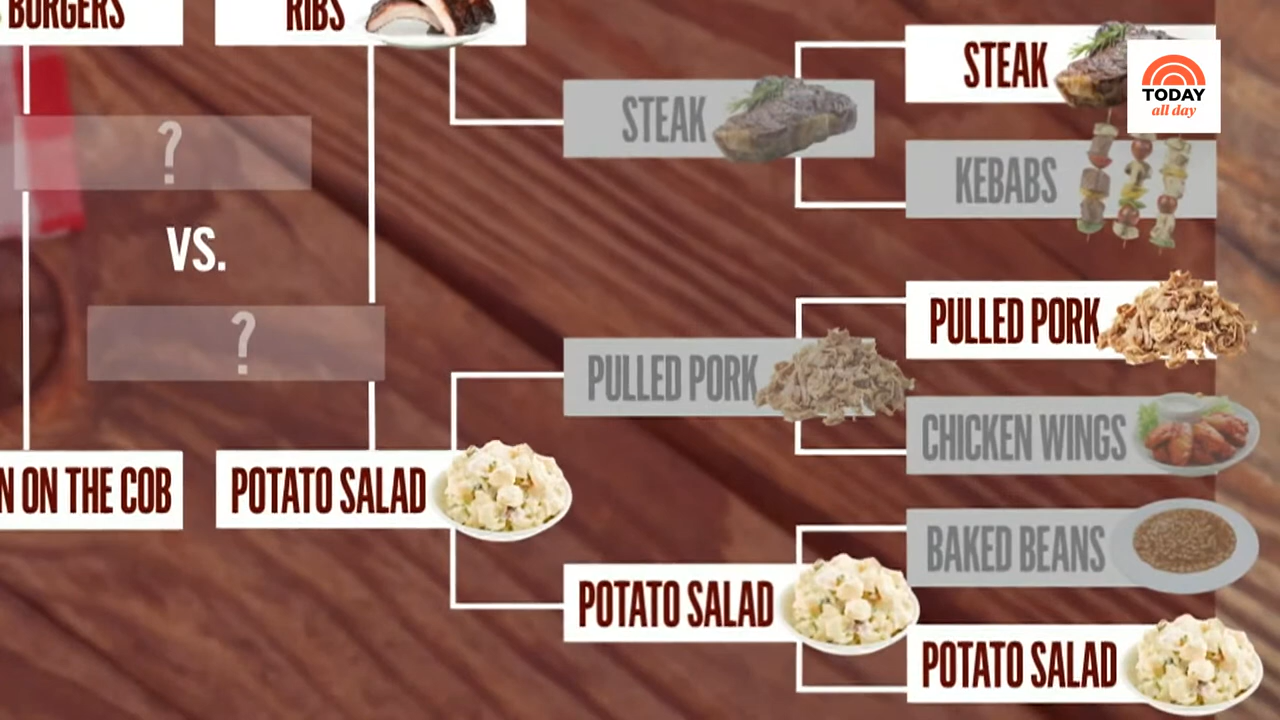 BURGERS
RIBS
STEAK
TODAY
all day
STEAK
KEBABS
?
VS.
?
PULLED PORK
PULLED PORK
CHICKEN WINGS
N ON THE COB
POTATO SALAD
BAKED BEANS
POTATO SALAD
POTATO SALAD